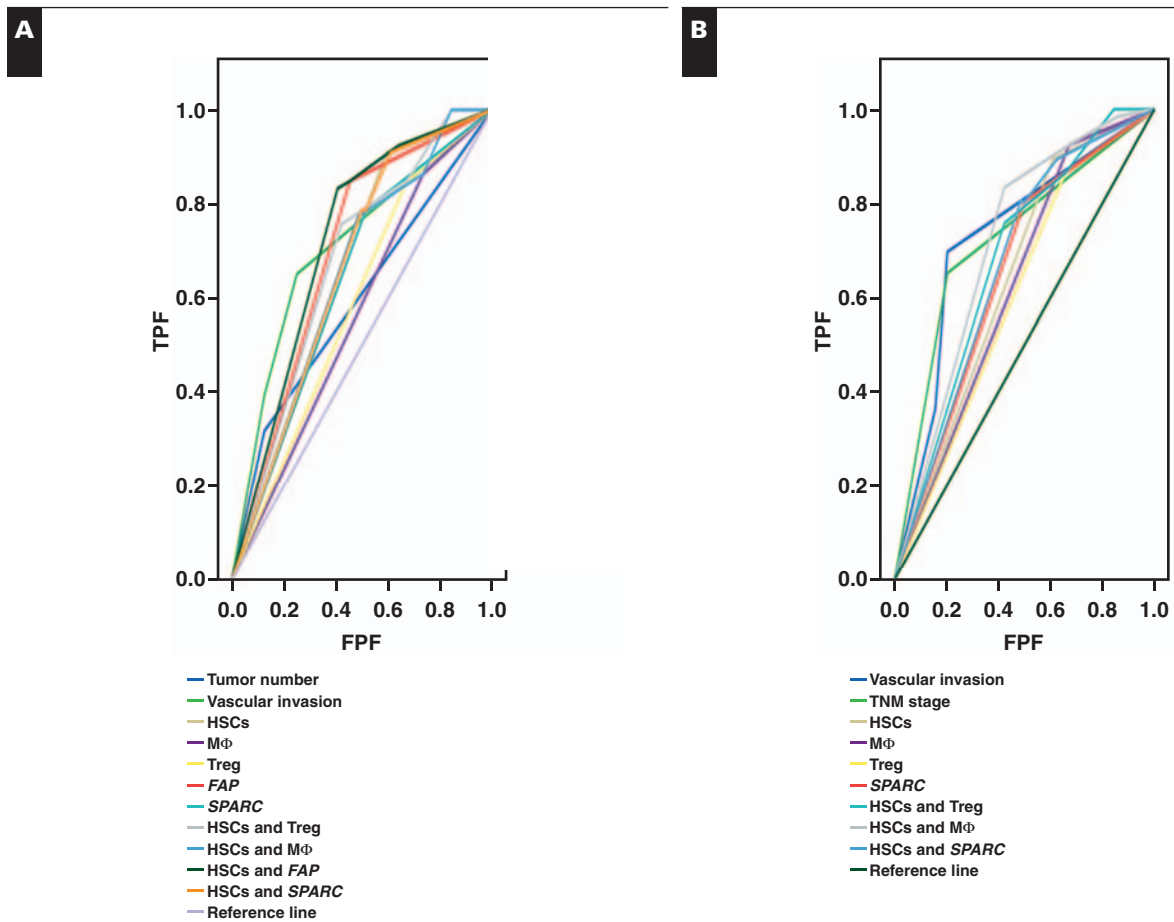 A
1.0
0.8
0.6
0.4
0.2
0.0
TPF
0.0 0.2 0.4 0.6 0.8 1.0
FPF
Tumor number
Vascular invasion
HSCs
MΦ
Treg
FAP
SPARC
HSCs and Treg
HSCs and MΦ
HSCs and FAP
HSCs and SPARC
Reference line
B
1.0
0.8
0.6
0.4
0.2
0.0
TPF
0.0 0.2 0.4 0.6 0.8 1.0
FPF
Vascular invasion
TNM stage
HSCs
MΦ
Treg
SPARC
HSCs and Treg
HSCs and MΦ
HSCs and SPARC
Reference line